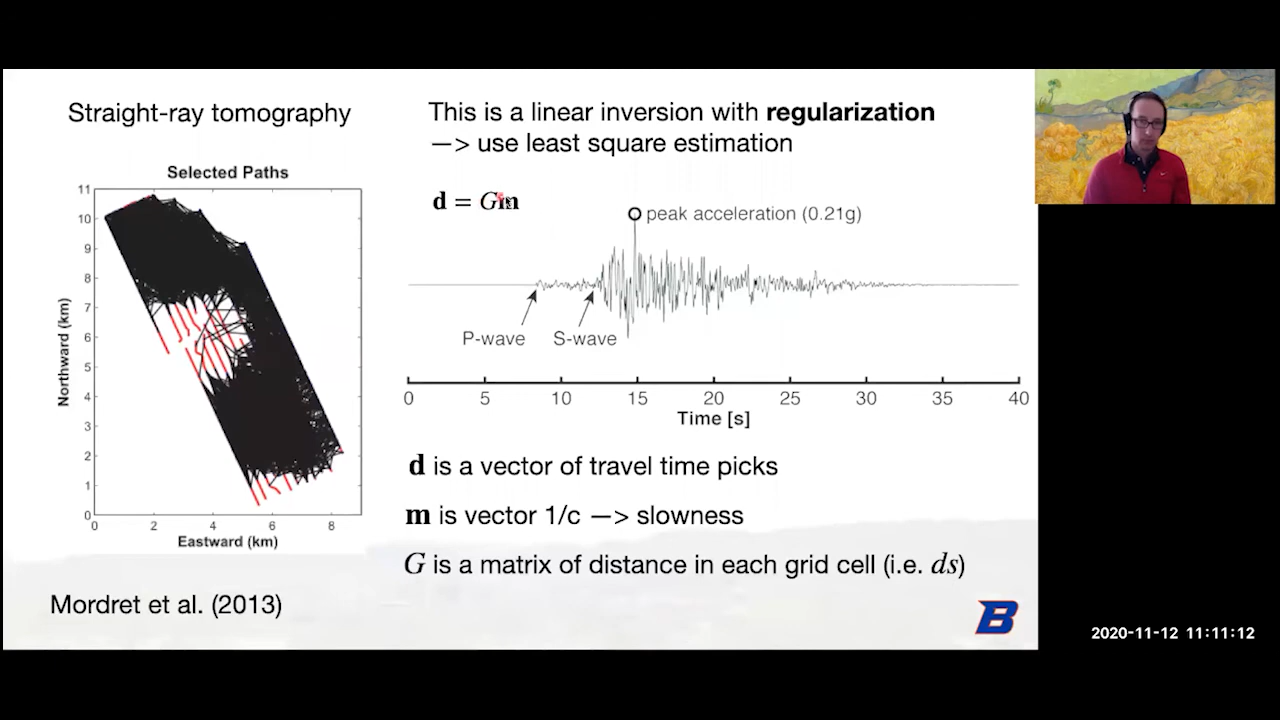 Straight-ray tomography
Selected Paths
11
10
9
8
7
6
5
4
3
2
1
0
Northward (km)
0 2 4 6 8
Eastward (km)
Mordret et al. (2013)
This is a linear inversion with regularization
—> use least square estimation
d = Gm
peak acceleration (0.21g)
P-wave S-wave
0 5 10 15 20 25 30 35 40
Time [s]
d is a vector of travel time picks
m is vector 1/c —> slowness
G is a matrix of distance in each grid cell (i.e. ds)
B
2020-11-12 11:11:12